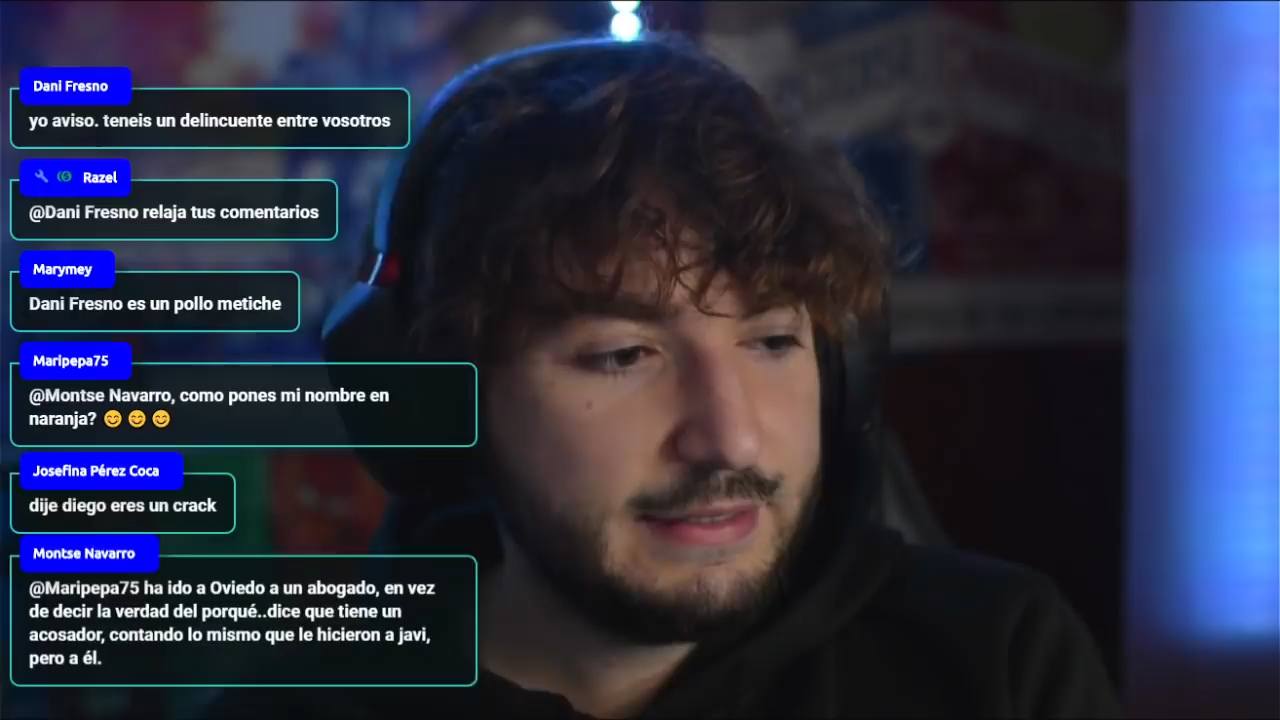 Dani Fresno
yo aviso. teneis un delincuente entre vosotros
Razel
@Dani Fresno relaja tus comentarios
Marymey
Dani Fresno es un pollo metiche
Maripepa75
@Montse Navarro, como pones mi nombre en
naranja? 😊 😊 😊
Josefina Pérez Coca
dije diego eres un crack
Montse Navarro
@Maripepa75 ha ido a Oviedo a un abogado, en vez
de decir la verdad del porqué..dice que tiene un
acosador, contando lo mismo que le hicieron a javi,
pero a él.